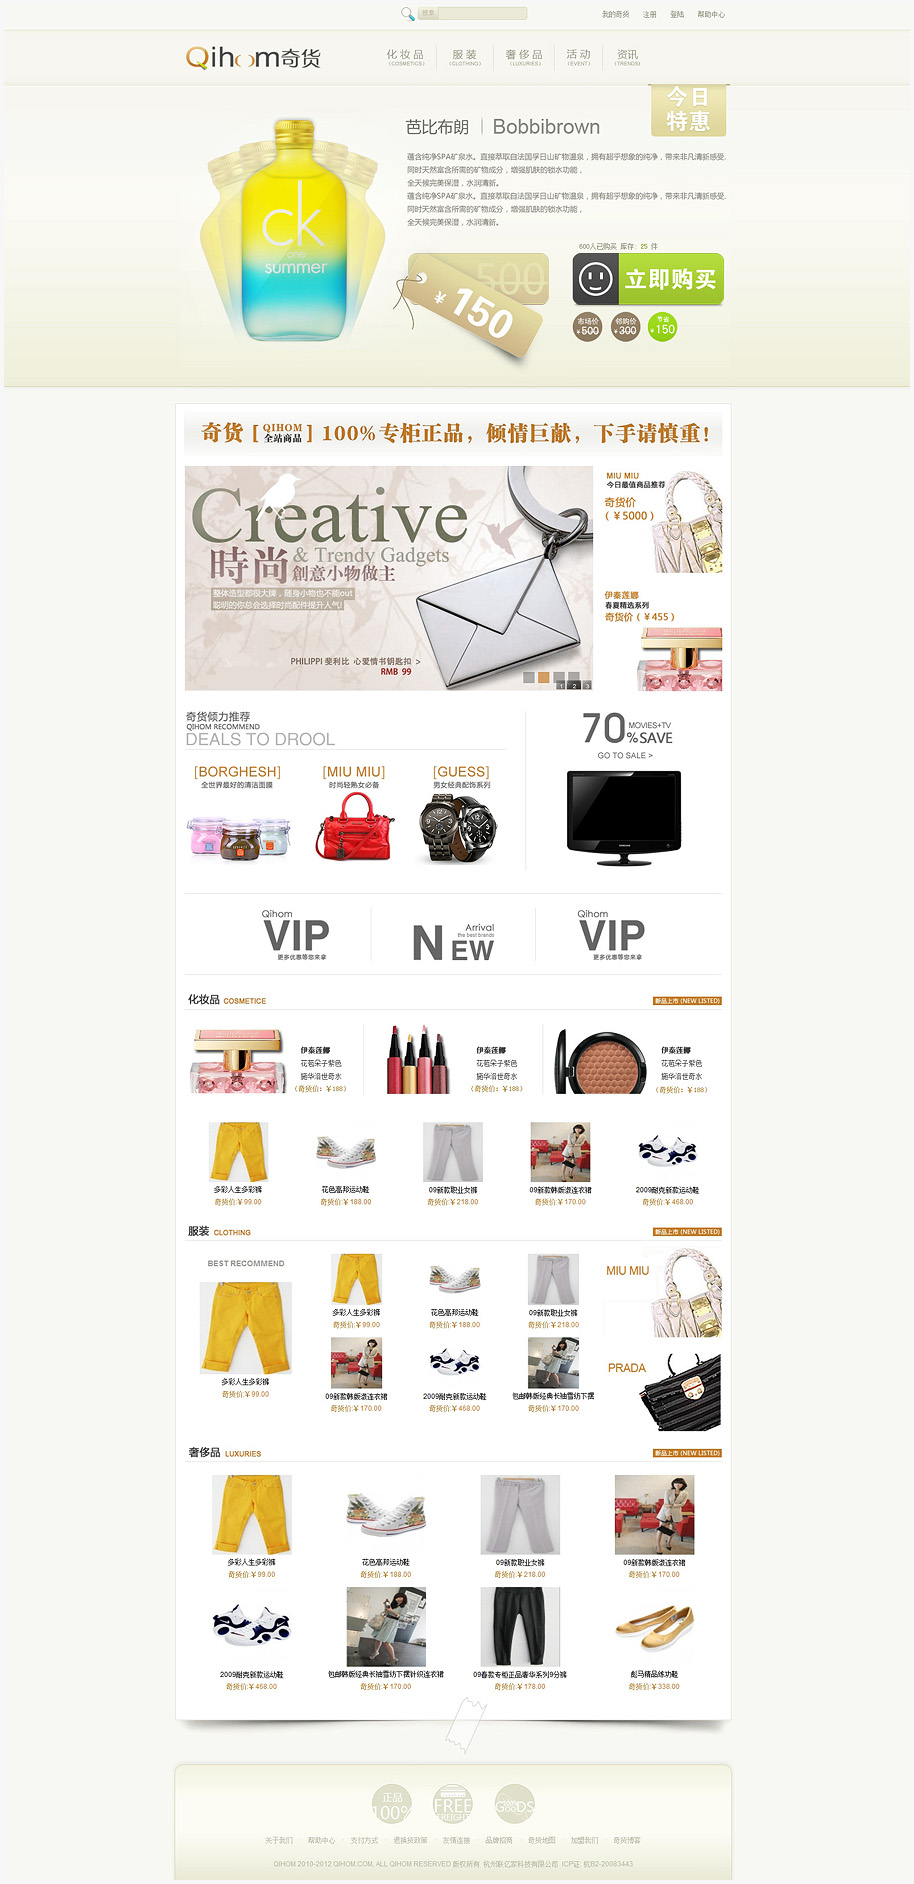 搜索
我的奇货 注册 登陆 帮助中心
Qihom奇货
化妆品 服装 奢侈品 活动 资讯
(COSMETICS) (CLOTHING) (LUXURIES) (EVENT) (TRENDS)
今日
特惠
芭比布朗 | Bobbibrown
蕴含纯净SPA矿泉水。直接萃取自法国孚日山矿物温泉，拥有超乎想象的纯净，带来非凡清新感受.
同时天然富含所需的矿物成分，增强肌肤的锁水功能，
全天候完美保湿，水润清新。
蕴含纯净SPA矿泉水。直接萃取自法国孚日山矿物温泉，拥有超乎想象的纯净，带来非凡清新感受.
同时天然富含所需的矿物成分，增强肌肤的锁水功能，
全天候完美保湿，水润清新。
ck
one
summer
600人已购买 库存: 25 件
500
¥ 150
立即购买
市场价 ¥500
邻购价 ¥300
节省 ¥150
奇货 [ QIHOM 全站商品 ] 100%专柜正品，倾情巨献，下手请慎重!
Creative
& Trendy Gadgets
時尚創意小物做主
整体造型都很大牌，随身小物也不能out
聪明的你总会选择时尚配件提升人气!
PHILIPPI 斐利比 心爱情书钥匙扣 >
RMB 99
1 2 3
MIU MIU
今日最值商品推荐
奇货价
(￥5000)
伊秦莲娜
春夏精选系列
奇货价(￥455)
奇货倾力推荐
QIHOM RECOMMEND
DEALS TO DROOL
70 MOVIES+TV
%SAVE
GO TO SALE >
[BORGHESH] [MIU MIU] [GUESS]
全世界最好的清洁面膜 时尚轻熟女必备 男女经典配饰系列
Qihom
VIP
更多优惠等您来拿
Arrival
the best brands
NEW
Qihom
VIP
更多优惠等您来拿
化妆品 COSMETICE
新品上市 (NEW LISTED)
伊秦莲娜 伊秦莲娜 伊秦莲娜
花苞朵子紫色 花苞朵子紫色 花苞朵子紫色
施华洛世奇水 施华洛世奇水 施华洛世奇水
(奇货价：￥188) (奇货价：￥188) (奇货价：￥188)
多彩人生多彩裤 花色高邦运动鞋 09新款职业女裤 09新款韩版波连衣裙 2009耐克新款运动鞋
奇货价:￥99.00 奇货价:￥188.00 奇货价:￥218.00 奇货价:￥170.00 奇货价:￥468.00
服装 CLOTHING
新品上市 (NEW LISTED)
BEST RECOMMEND
多彩人生多彩裤
奇货价:￥99.00
多彩人生多彩裤 花色高邦运动鞋 09新款职业女裤
奇货价:￥99.00 奇货价:￥188.00 奇货价:￥218.00
09新款韩版波连衣裙 2009耐克新款运动鞋 包邮韩版经典长袖雪纺下摆
奇货价:￥170.00 奇货价:￥468.00 奇货价:￥170.00
MIU MIU
PRADA
奢侈品 LUXURIES
新品上市 (NEW LISTED)
多彩人生多彩裤 花色高邦运动鞋 09新款职业女裤 09新款韩版波连衣裙
奇货价:￥99.00 奇货价:￥188.00 奇货价:￥218.00 奇货价:￥170.00
2009耐克新款运动鞋 包邮韩版经典长袖雪纺下摆针织连衣裙 09春款专柜正品奢华系列9分裤 彪马精品练功鞋
奇货价:￥468.00 奇货价:￥170.00 奇货价:￥178.00 奇货价:￥338.00
正品
100%
FREE
FREIGHT
GOODS
关于我们 帮助中心 支付方式 退换货政策 友情连接 品牌招商 奇货地图 加盟我们 奇货博客
QIHOM 2010-2012 QIHOM.COM, ALL QIHOM RESERVED 版权所有 杭州联亿家科技有限公司 ICP证: 杭B2-20083443